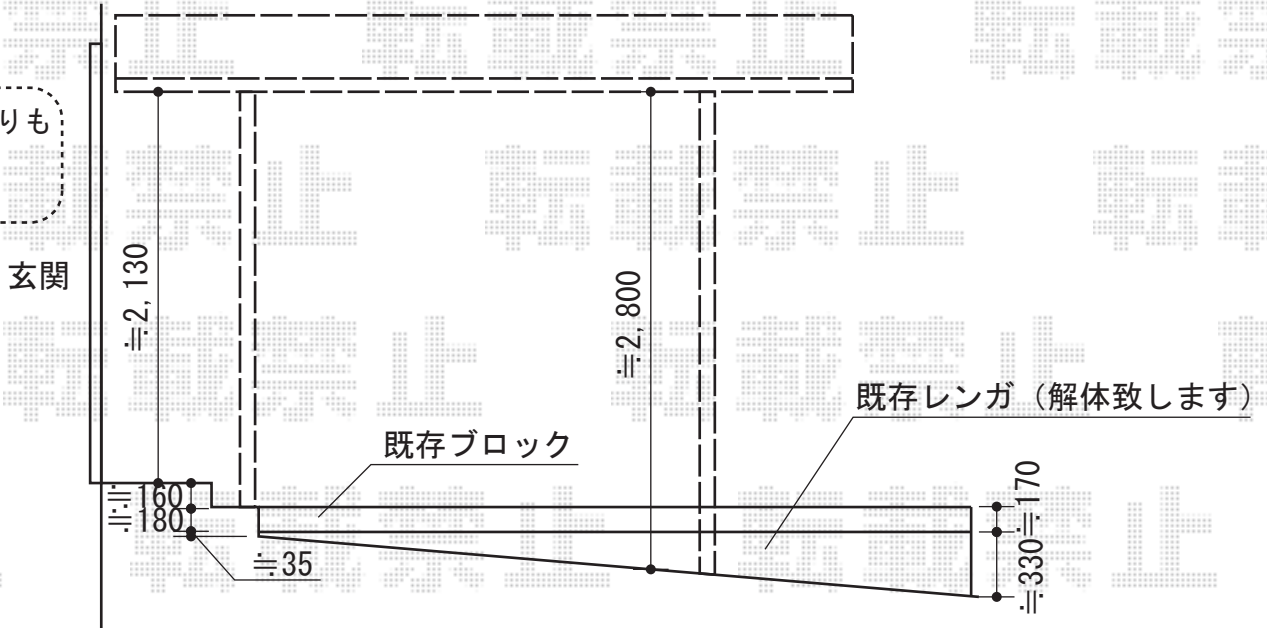 りも
玄関
≒2,130
≒2,800
既存レンガ（解体致します）
既存ブロック
≒160
≒180
≒35
≒170
≒330
転載禁止